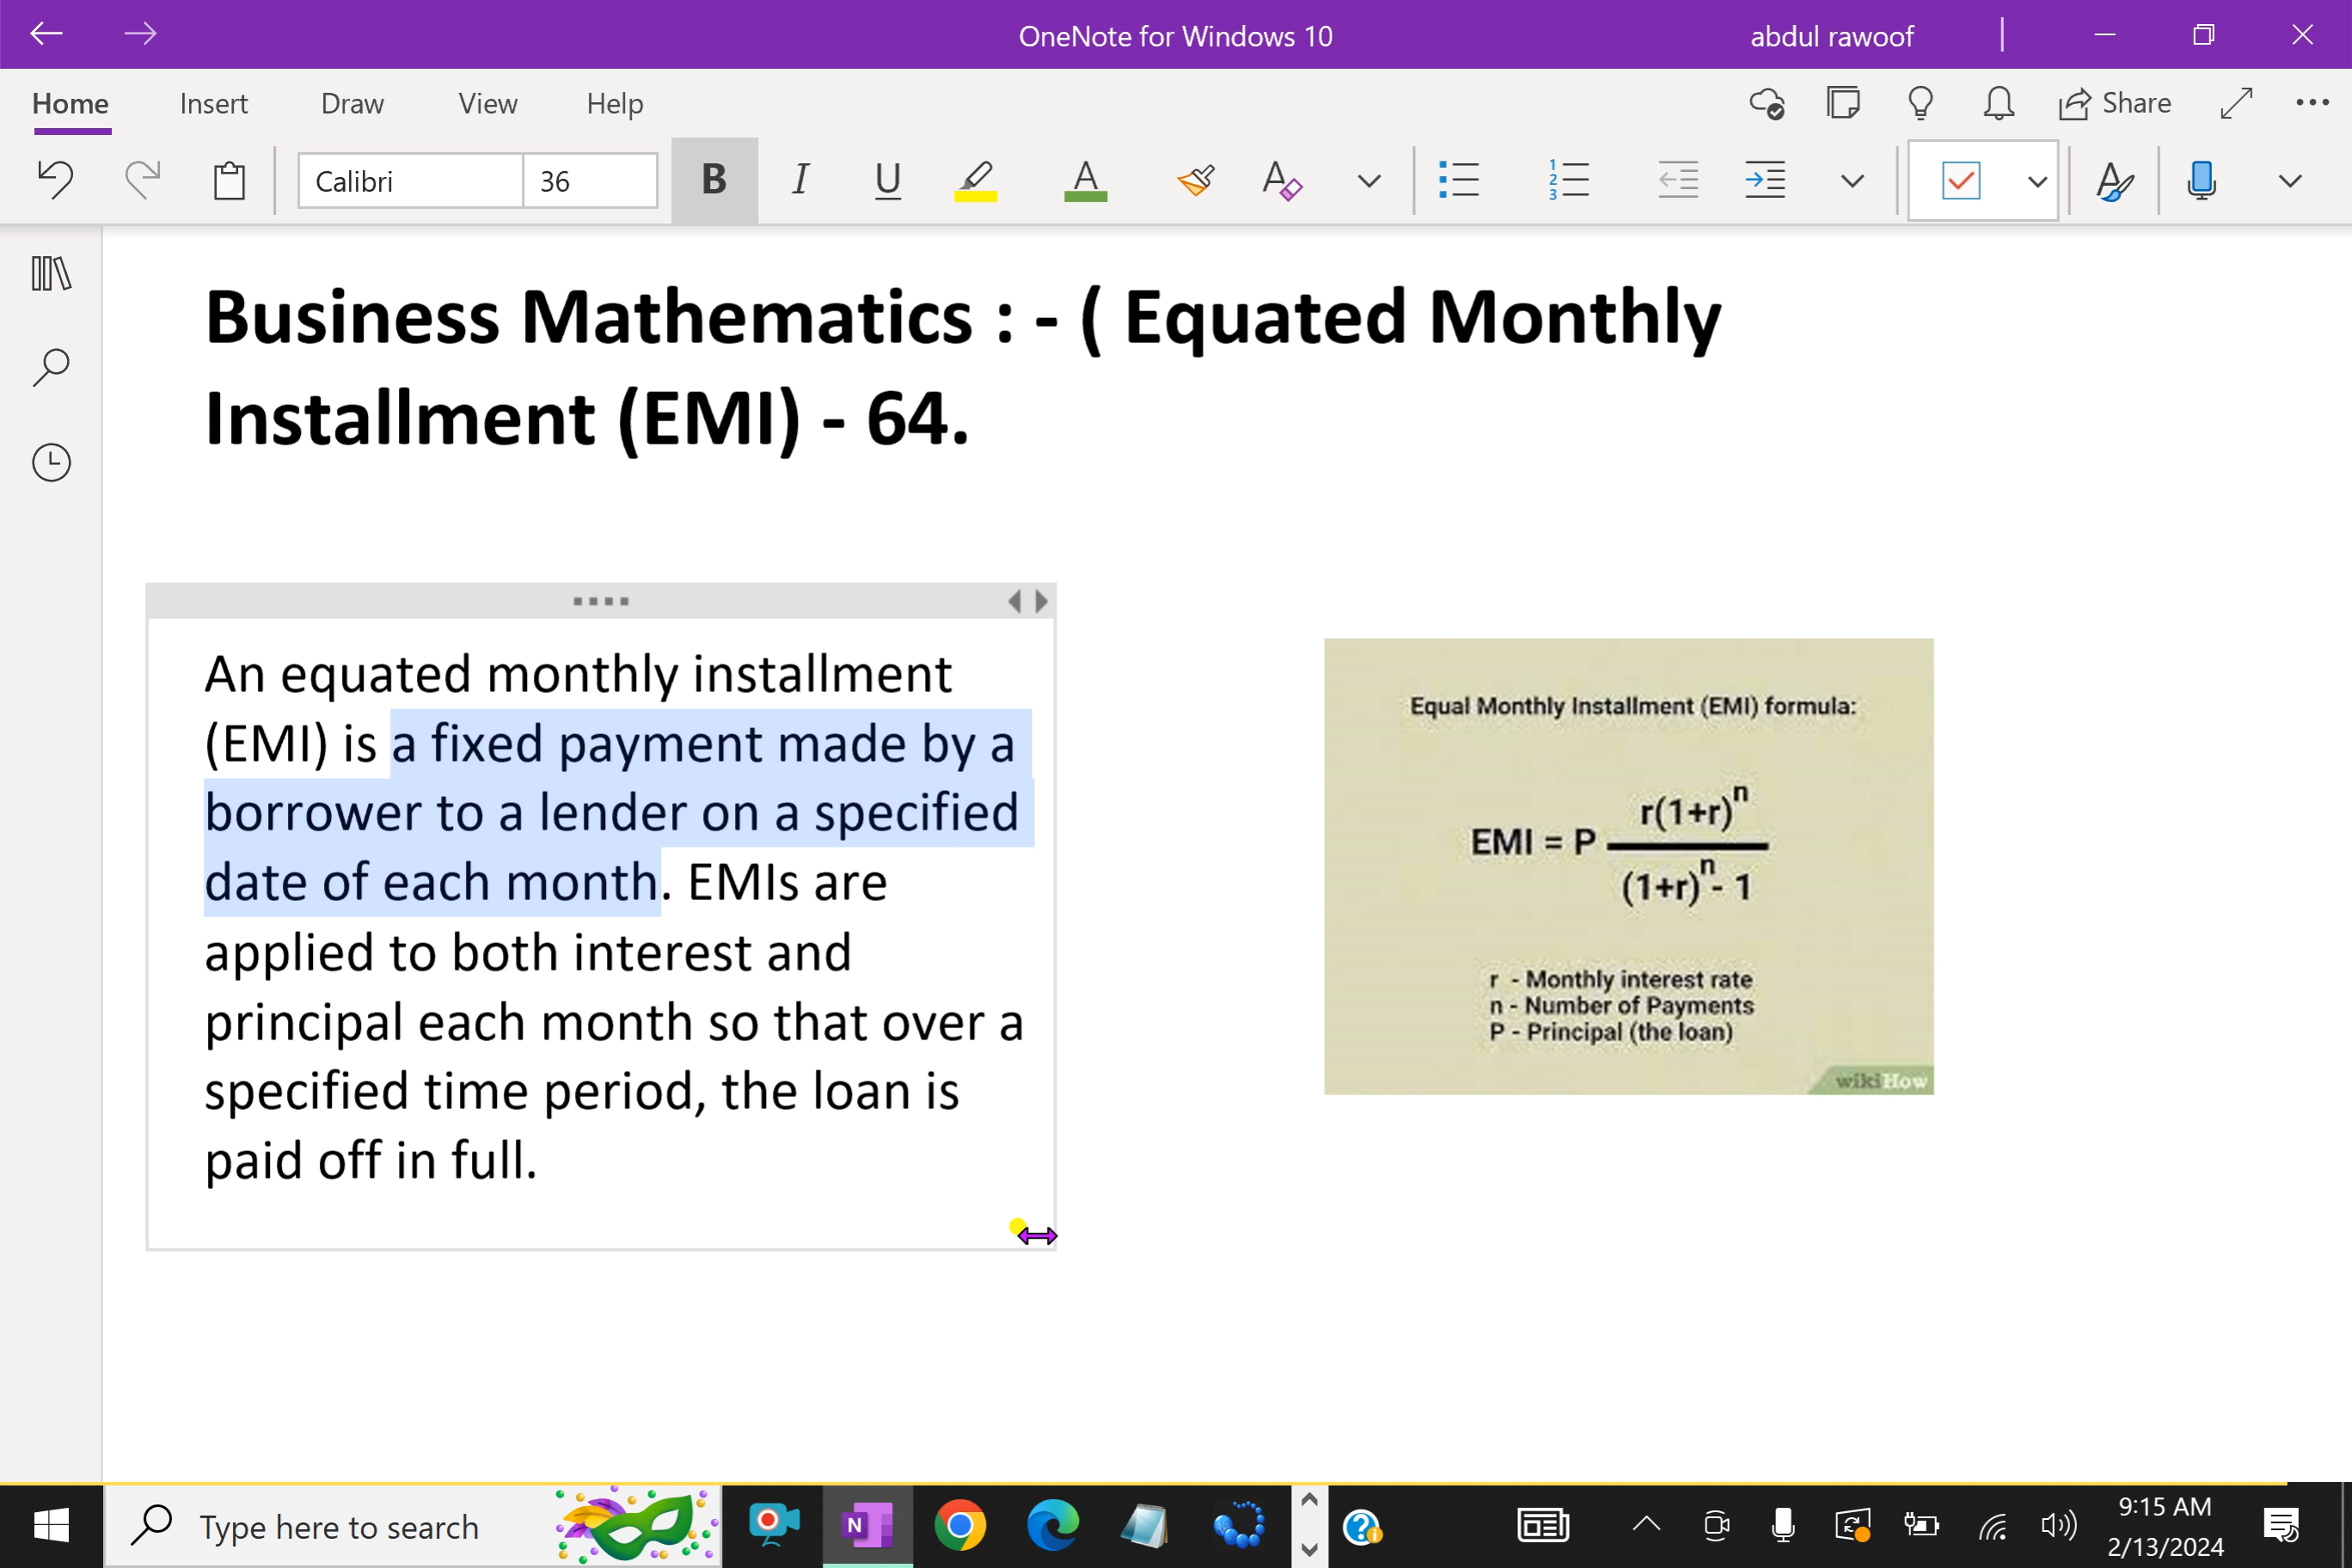 OneNote for Windows 10
abdul rawoof
Home
Insert
Draw
View
Help
Share
Calibri
36
B
I
U
A
A
1
2
3
A
Business Mathematics : - ( Equated Monthly
Installment (EMI) - 64.
An equated monthly installment
(EMI) is a fixed payment made by a
borrower to a lender on a specified
date of each month. EMIs are
applied to both interest and
principal each month so that over a
specified time period, the loan is
paid off in full.
Equal Monthly Installment (EMI) formula:
r(1+r)^n
EMI = P
(1+r)^n- 1
r - Monthly interest rate
n - Number of Payments
P - Principal (the loan)
wikiHow
Type here to search
N
9:15 AM
2/13/2024